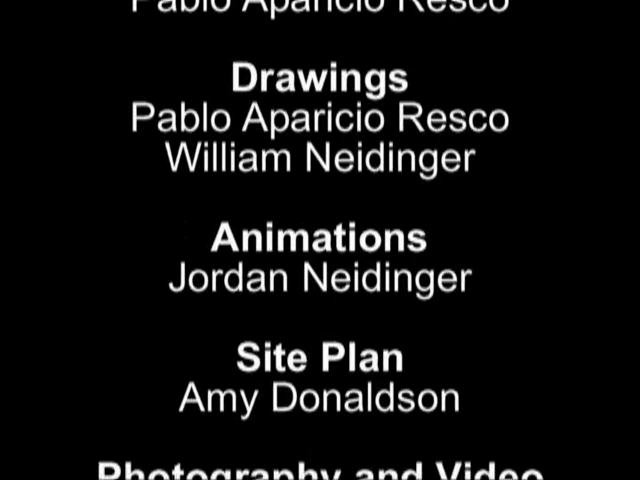 Pablo Aparicio Resco
Drawings
Pablo Aparicio Resco
William Neidinger
Animations
Jordan Neidinger
Site Plan
Amy Donaldson
Photography and Video